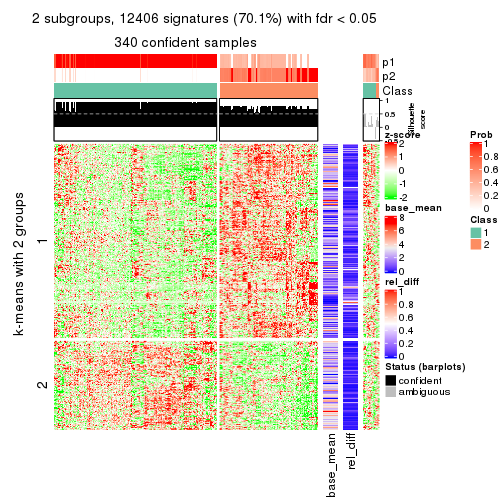 2 subgroups, 12406 signatures (70.1%) with fdr < 0.05
340 confident samples
p1
p2
Class
1
0.5
0
Silhouette
score
z-score
2
1
0
-1
-2
base_mean
8
6
4
2
0
rel_diff
1
0.8
0.6
0.4
0.2
0
Status (barplots)
confident
ambiguous
Prob
1
0.8
0.6
0.4
0.2
0
Class
1
2
k-means with 2 groups
1
2
base_mean
rel_diff